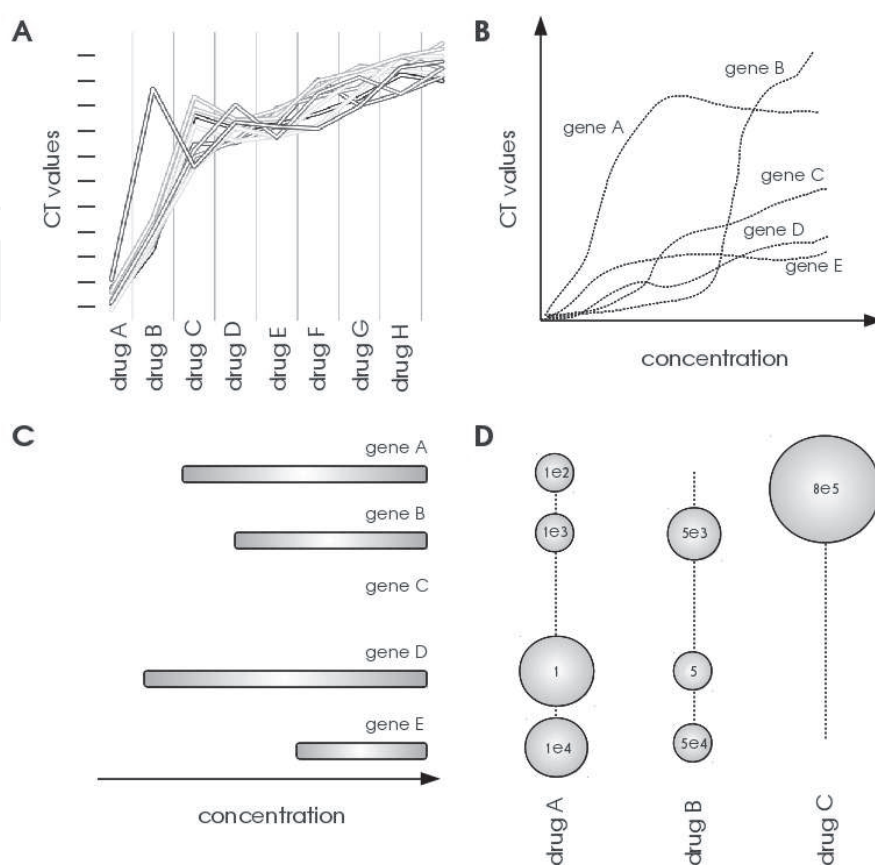 A
CT values
drug A
drug B
drug C
drug D
drug E
drug F
drug G
drug H
B
CT values
gene A
gene B
gene C
gene D
gene E
concentration
C
gene A
gene B
gene C
gene D
gene E
concentration
D
1e2
1e3
1
1e4
5e3
5
5e4
8e5
drug A
drug B
drug C